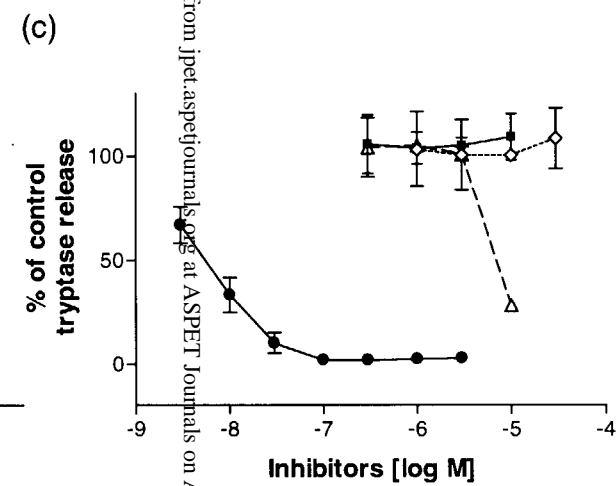 (c)
from jpet.aspetjournals.org at ASPET Journals on A
% of control
tryptase release
100
50
0
-9 -8 -7 -6 -5 -4
Inhibitors [log M]